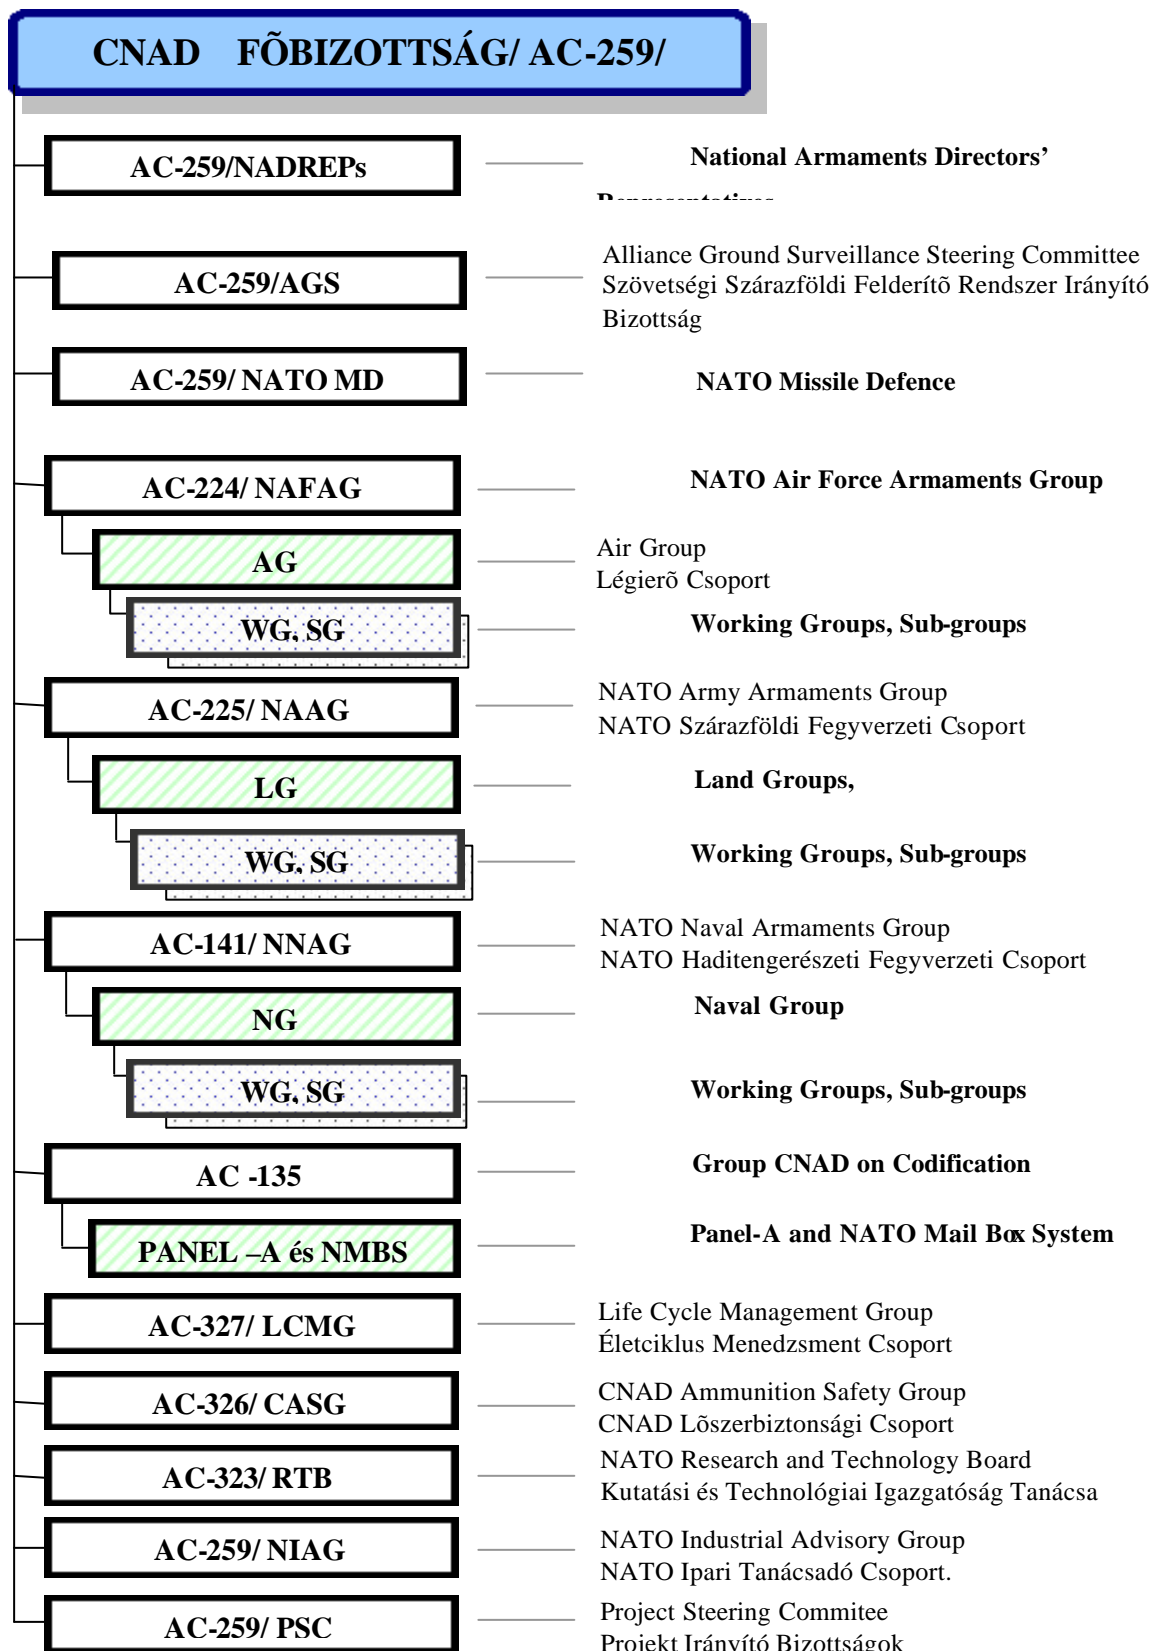 CNAD FÕBIZOTTSÁG/ AC-259/
AC-259/NADREPs
National Armaments Directors’
Representatives
AC-259/AGS
Alliance Ground Surveillance Steering Committee
Szövetségi Szárazföldi Felderítõ Rendszer Irányító
Bizottság
AC-259/ NATO MD
NATO Missile Defence
AC-224/ NAFAG
NATO Air Force Armaments Group
AG
Air Group
Légierõ Csoport
WG, SG
Working Groups, Sub-groups
AC-225/ NAAG
NATO Army Armaments Group
NATO Szárazföldi Fegyverzeti Csoport
LG
Land Groups,
WG, SG
Working Groups, Sub-groups
AC-141/ NNAG
NATO Naval Armaments Group
NATO Haditengerészeti Fegyverzeti Csoport
NG
Naval Group
WG, SG
Working Groups, Sub-groups
AC -135
Group CNAD on Codification
PANEL –A és NMBS
Panel-A and NATO Mail Box System
AC-327/ LCMG
Life Cycle Management Group
Életciklus Menedzsment Csoport
AC-326/ CASG
CNAD Ammunition Safety Group
CNAD Lõszerbiztonsági Csoport
AC-323/ RTB
NATO Research and Technology Board
Kutatási és Technológiai Igazgatóság Tanácsa
AC-259/ NIAG
NATO Industrial Advisory Group
NATO Ipari Tanácsadó Csoport.
AC-259/ PSC
Project Steering Commitee
Projekt Irányító Bizottságok